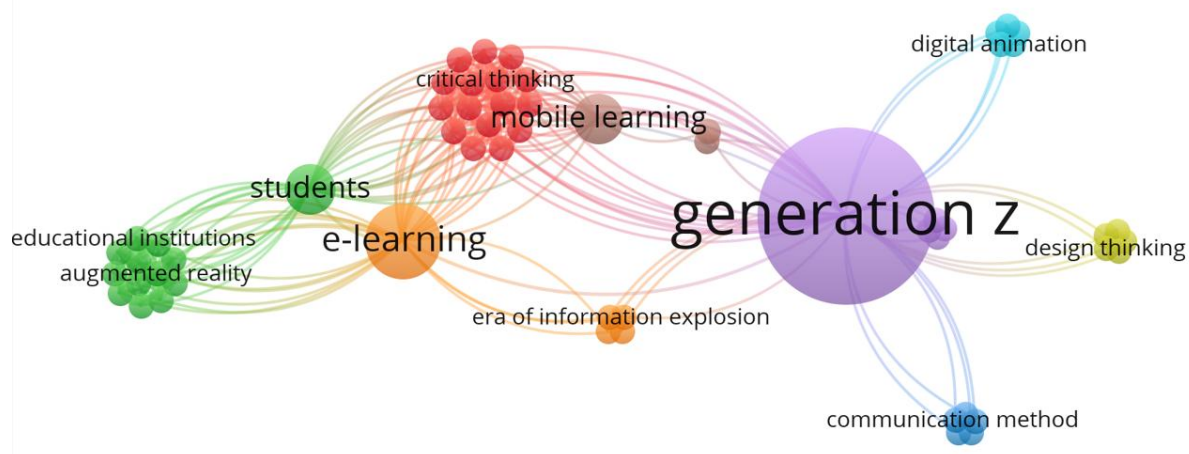 digital animation
critical thinking
mobile learning
students
generation z
educational institutions
e-learning
design thinking
augmented reality
era of information explosion
communication method